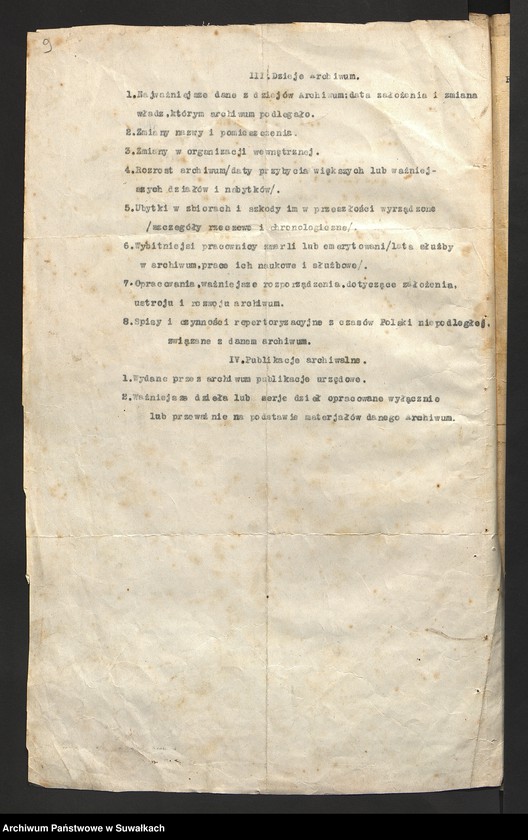 9
III.Dzieje Archiwum.
1.Najważniejsze dane z dziejów Archiwum:data założenia i zmiana
władz,którym archiwum podlegało.
2.Zmiany nazwy i pomieszczenia.
3.Zmiany w organizacji wewnętrznej.
4.Rozrost archiwum/daty przybycia większych lub ważniej-
szych działów i nabytków/.
5.Ubytki w zbiorach i szkody im w przeszłości wyrządzone
/szczegóły rzeczowe i chronologiczne/.
6.Wybitniejsi pracownicy zmarli lub emerytowani/lata służby
w archiwum,prace ich naukowe i służbowe/.
7.Opracowania,ważniejsze rozporządzenia,dotyczące założenia,
ustroju i rozwoju archiwum.
8.Spisy i czynności repertoryzacyjne z czasów Polski niepodległej,
związane z danem archiwum.
IV.Publikacje archiwalne.
1.Wydane przez archiwum publikacje urzędowe.
2.Ważniejsze dzieła lub serje dzieł opracowane wyłącznie
lub przeważnie na podstawie materjałów danego Archiwum.
Archiwum Państwowe w Suwałkach